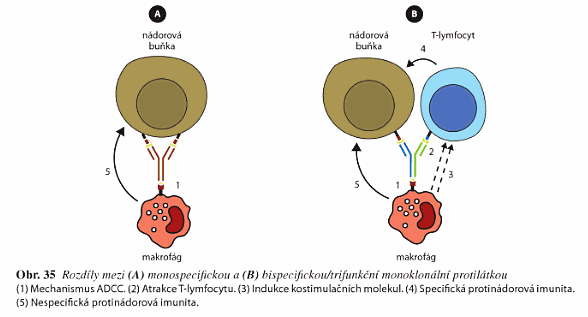 A
B
nádorová
buňka
nádorová
buňka
T-lymfocyt
4
5
1
2
3
5
1
makrofág
makrofág
Obr. 35 Rozdíly mezi (A) monospecifickou a (B) bispecifickou/trifunkční monoklonální protilátkou
(1) Mechanismus ADCC. (2) Atrakce T-lymfocytu. (3) Indukce kostimulačních molekul. (4) Specifická protinádorová imunita.
(5) Nespecifická protinádorová imunita.